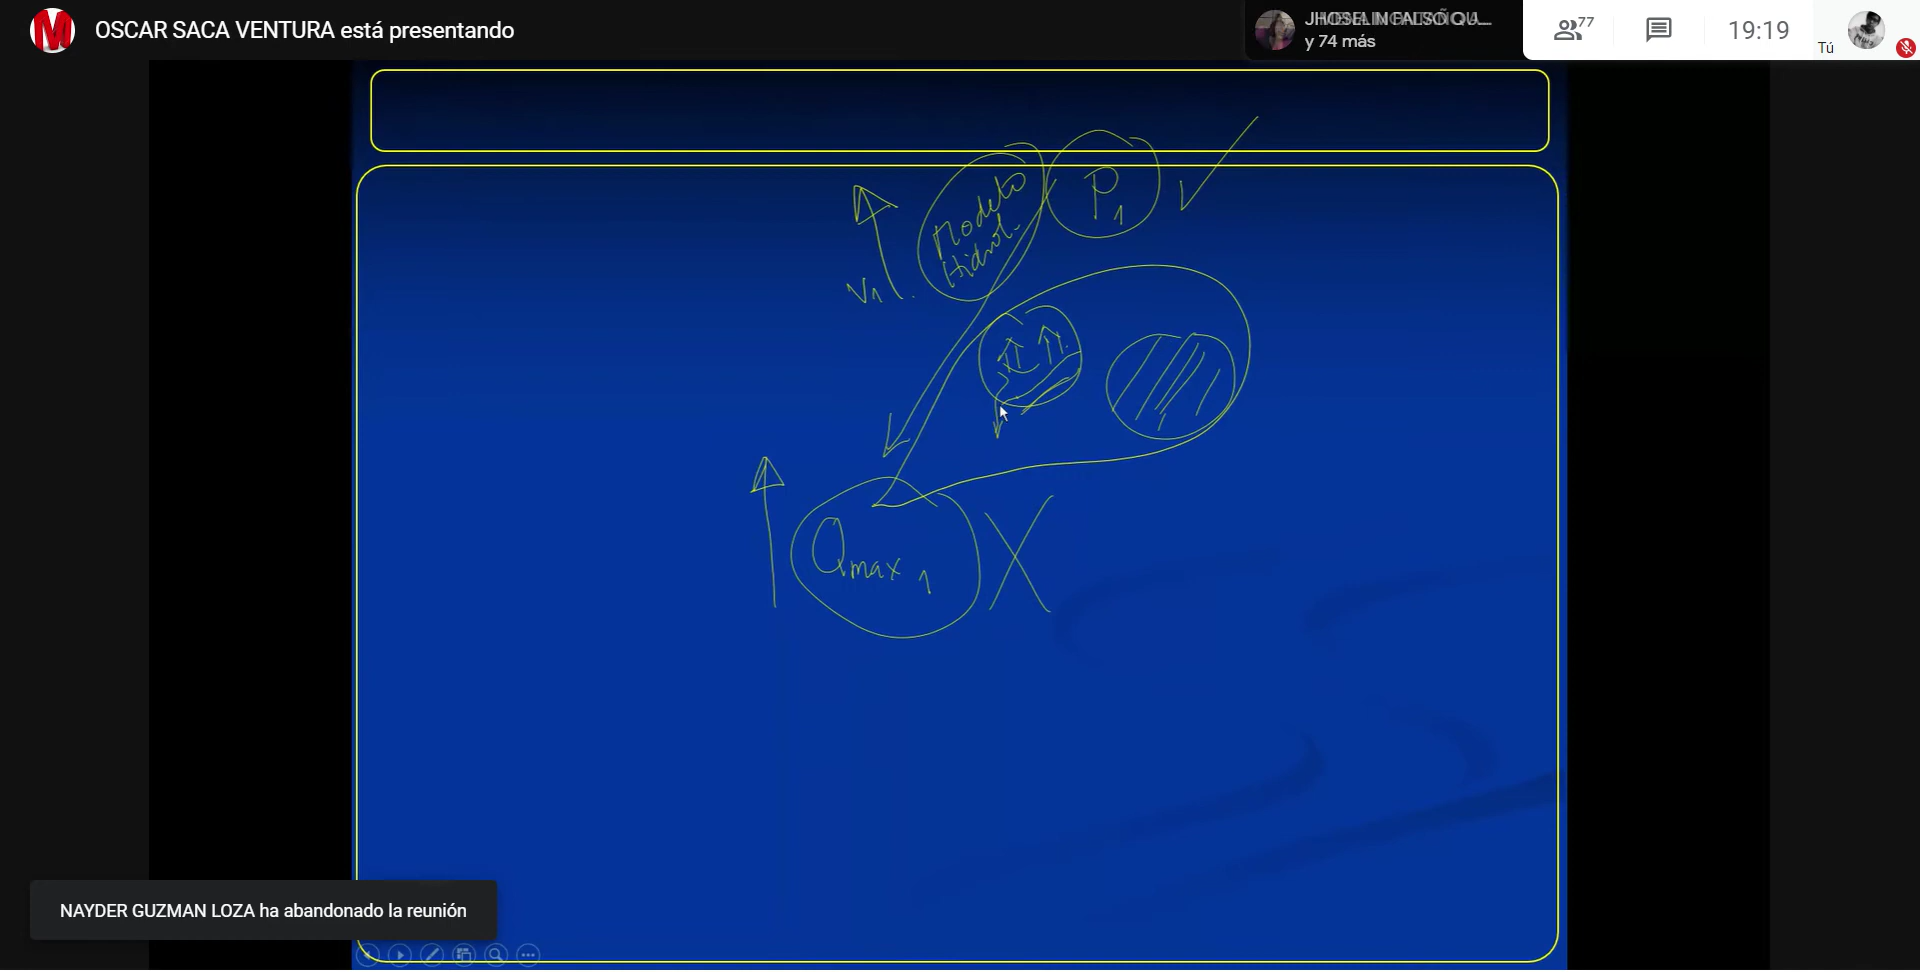 OSCAR SACA VENTURA está presentando
y 74 más
77
19:19
Tú
Modelo
Hidrol.
P1
V1
Qmax 1
X
NAYDER GUZMAN LOZA ha abandonado la reunión